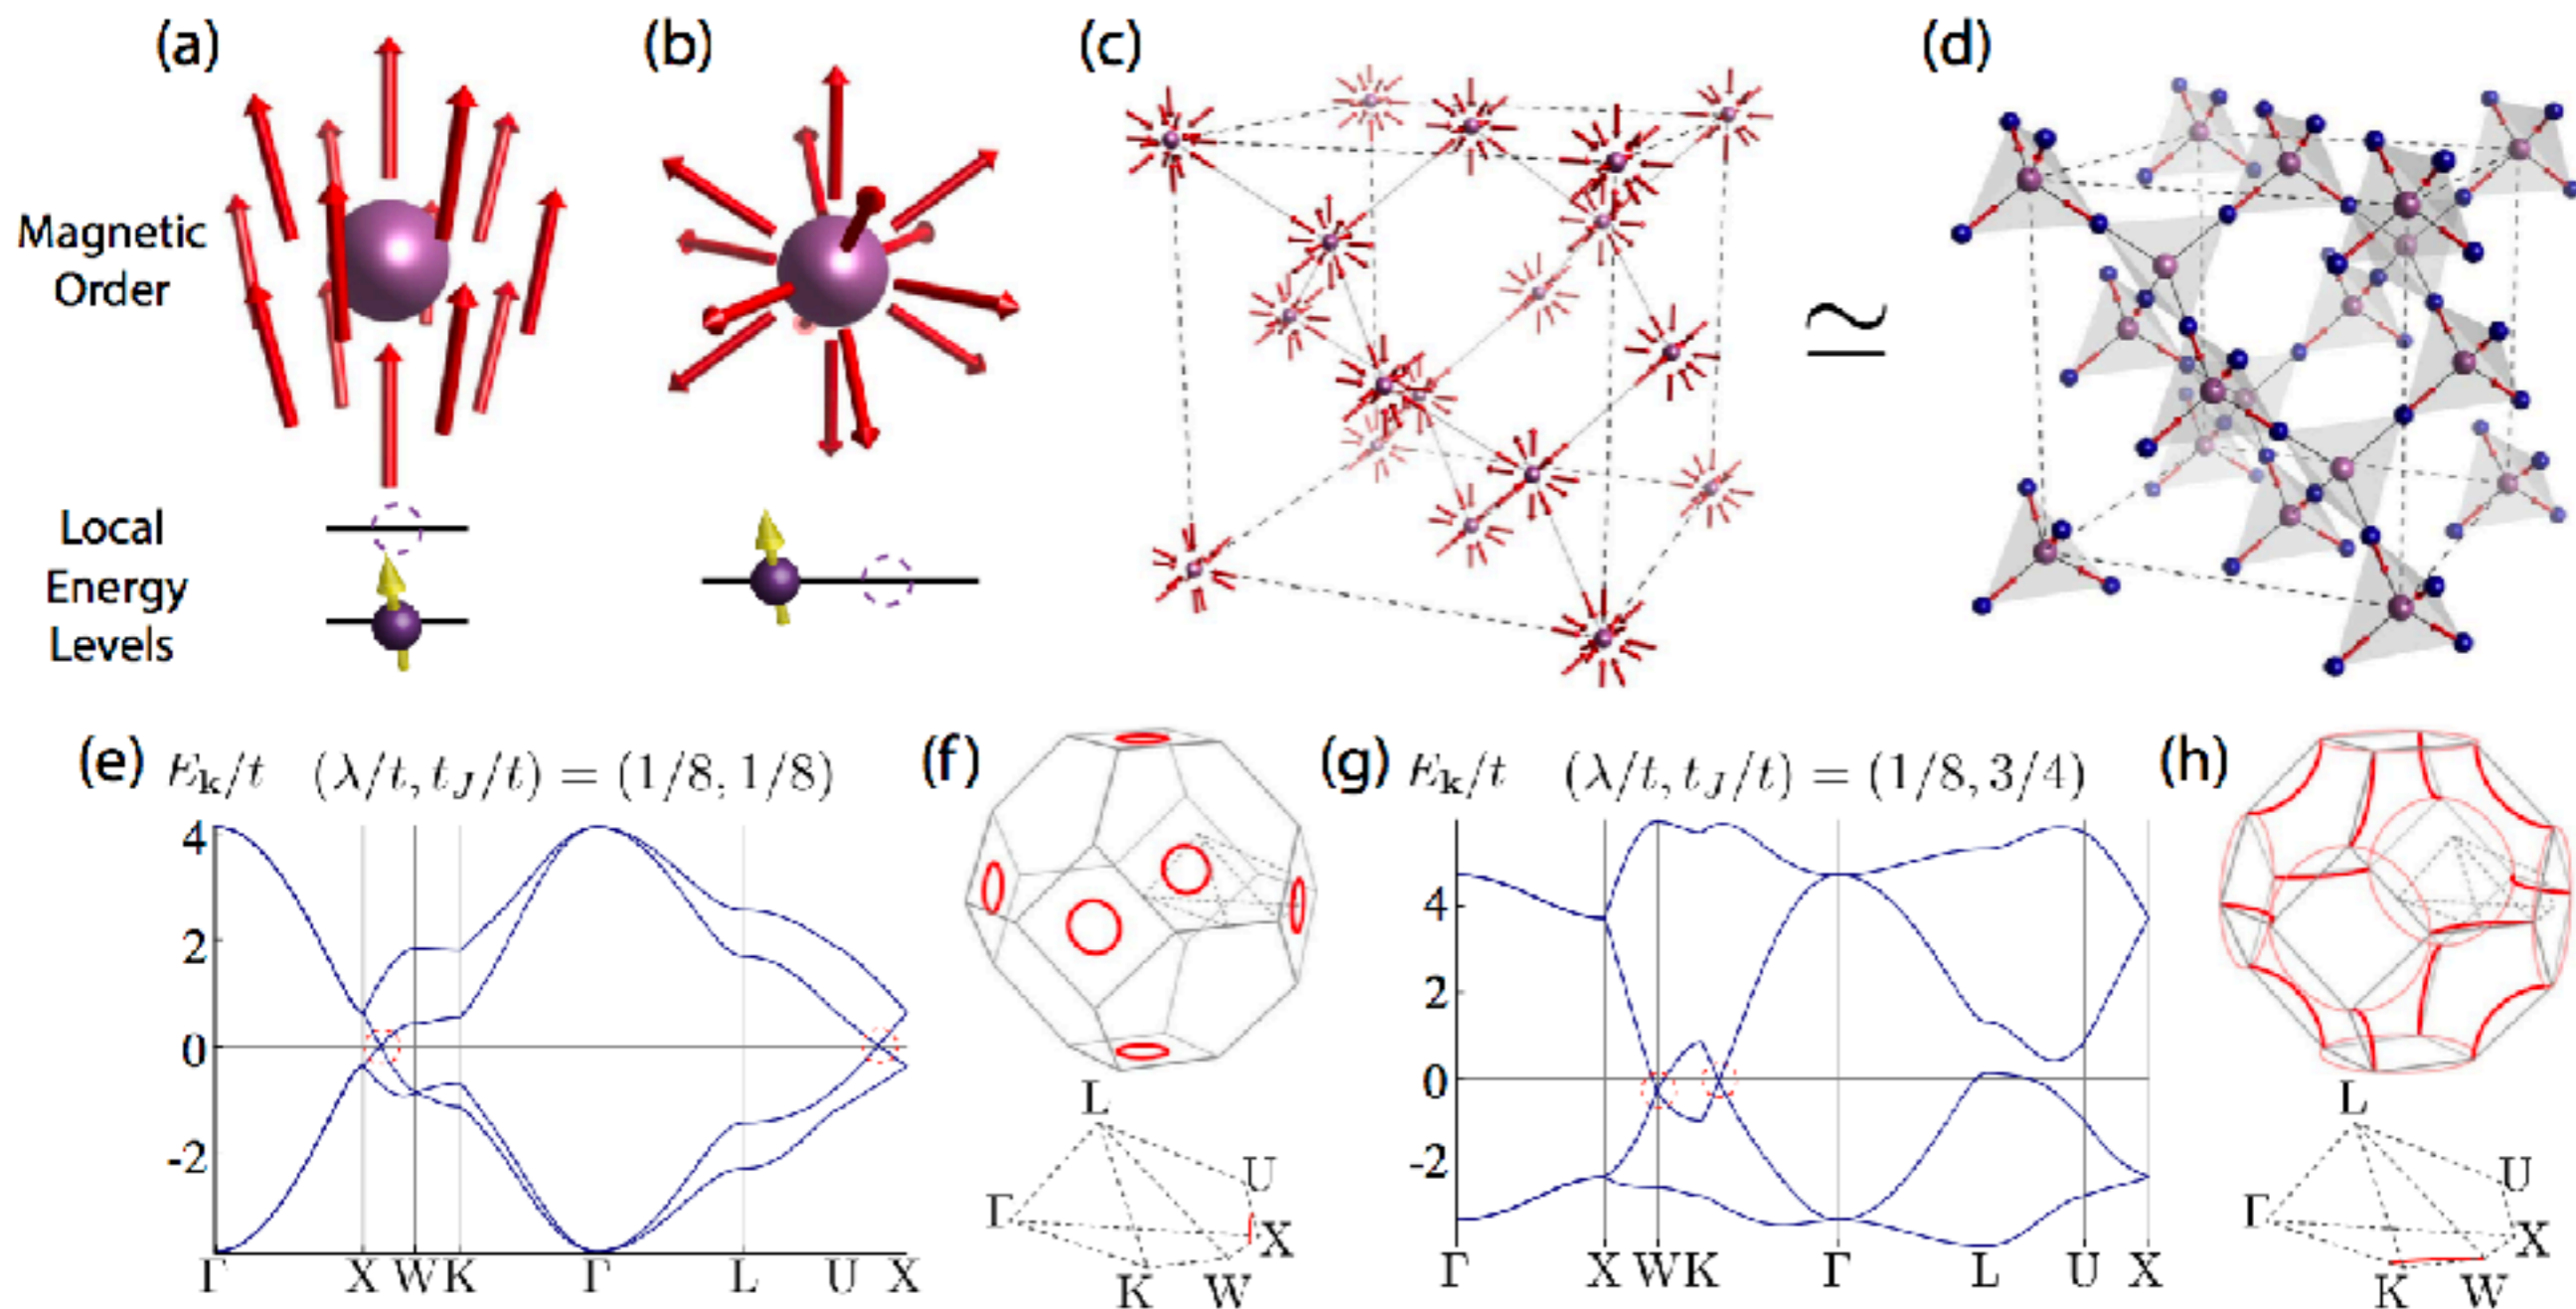 (a)
(b)
(c)
(d)
Magnetic
Order
≃
Local
Energy
Levels
(e) E_k/t (λ/t, t_J/t) = (1/8, 1/8)
4
2
0
-2
Γ X W K Γ L U X
(f)
L
U
Γ
X
K W
(g) E_k/t (λ/t, t_J/t) = (1/8, 3/4)
4
2
0
-2
Γ X W K Γ L U X
(h)
L
U
Γ
X
K W